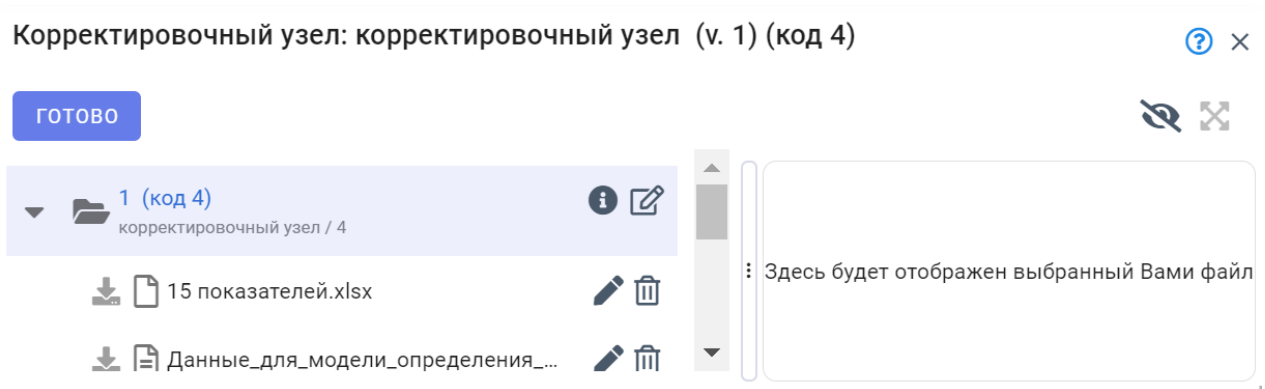 Корректировочный узел: корректировочный узел (v. 1) (код 4)
ГОТОВО
1 (код 4)
корректировочный узел / 4
15 показателей.xlsx
Данные_для_модели_определения_...
Здесь будет отображен выбранный Вами файл